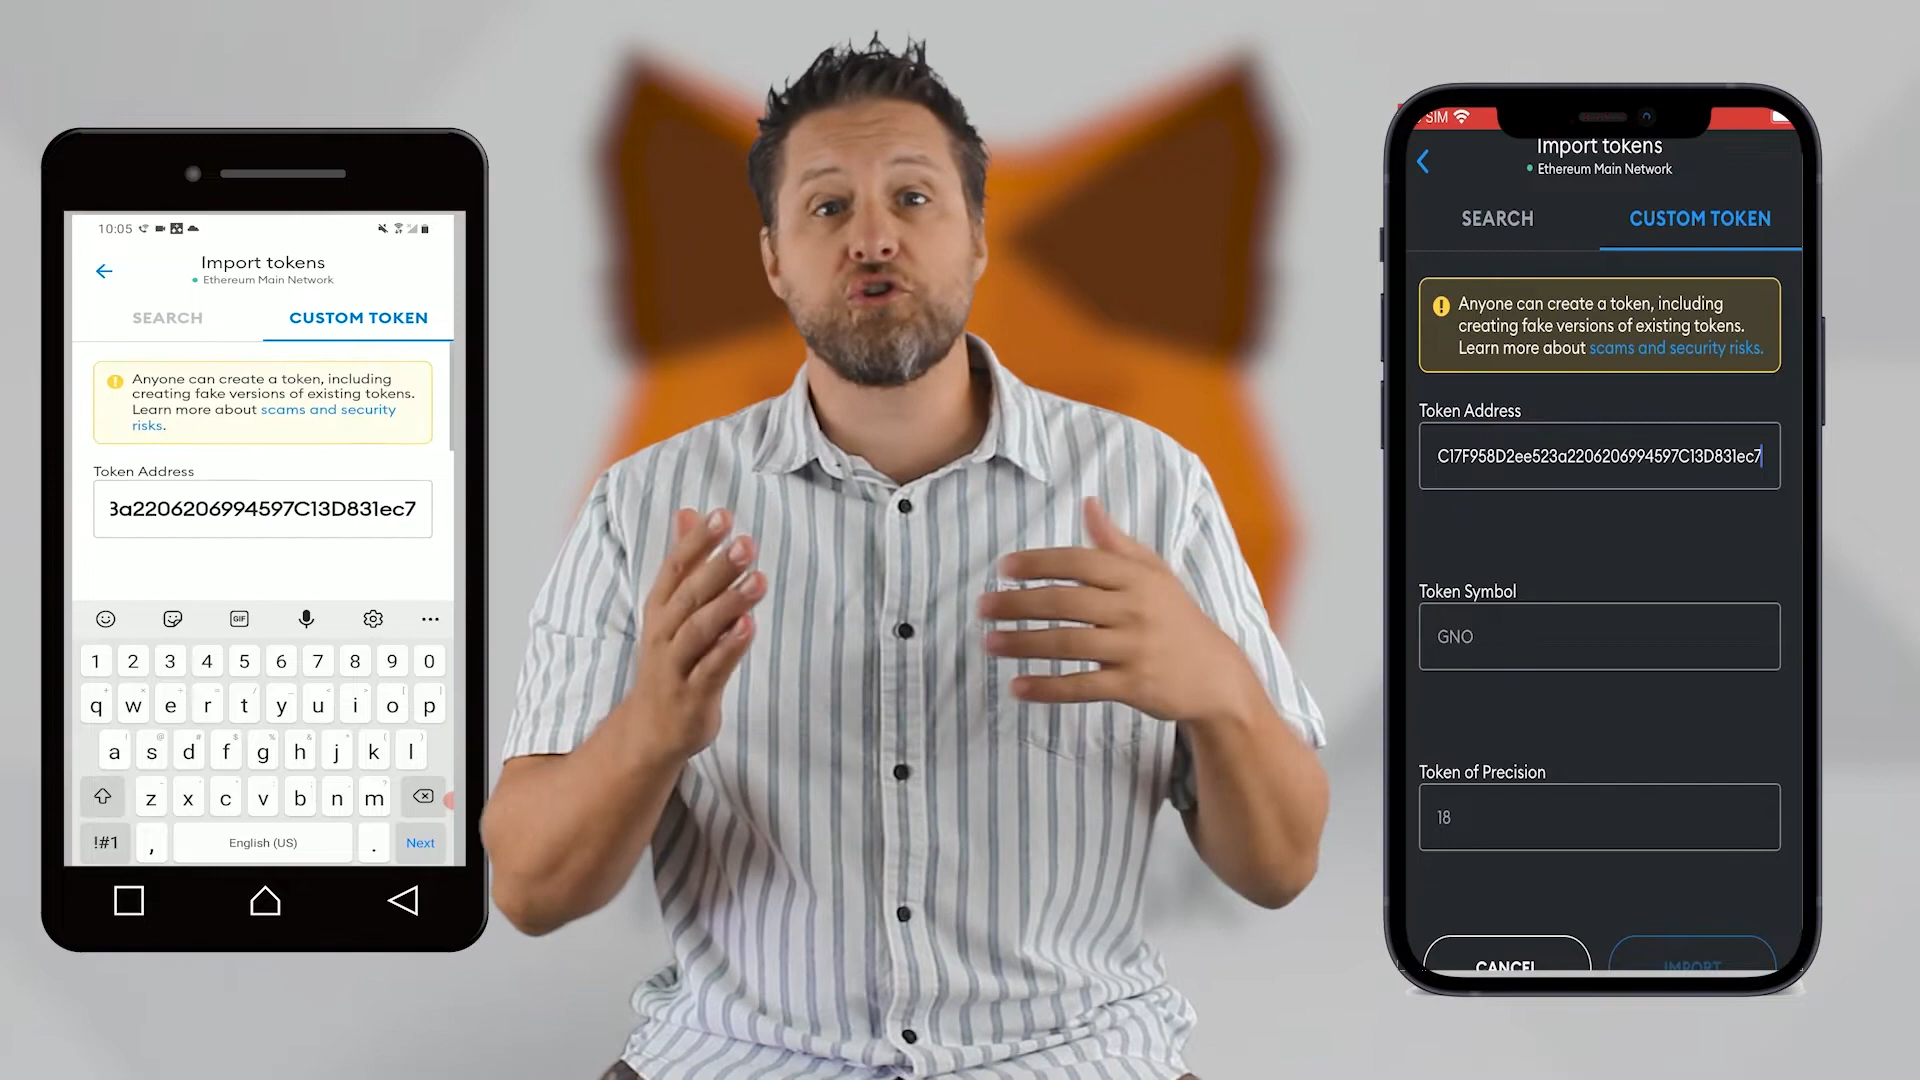 10:05
Import tokens
Ethereum Main Network
SEARCH
CUSTOM TOKEN
Anyone can create a token, including
creating fake versions of existing tokens.
Learn more about scams and security
risks.
Token Address
3a2206206994597C13D831ec7
GIF
1 2 3 4 5 6 7 8 9 0
q w e r t y u i o p
a s d f g h j k l
z x c v b n m
!#1 , English (US) . Next
SIM
Import tokens
Ethereum Main Network
SEARCH
CUSTOM TOKEN
Anyone can create a token, including
creating fake versions of existing tokens.
Learn more about scams and security risks.
Token Address
C17F958D2ee523a2206206994597C13D831ec7
Token Symbol
GNO
Token of Precision
18
CANCEL
IMPORT